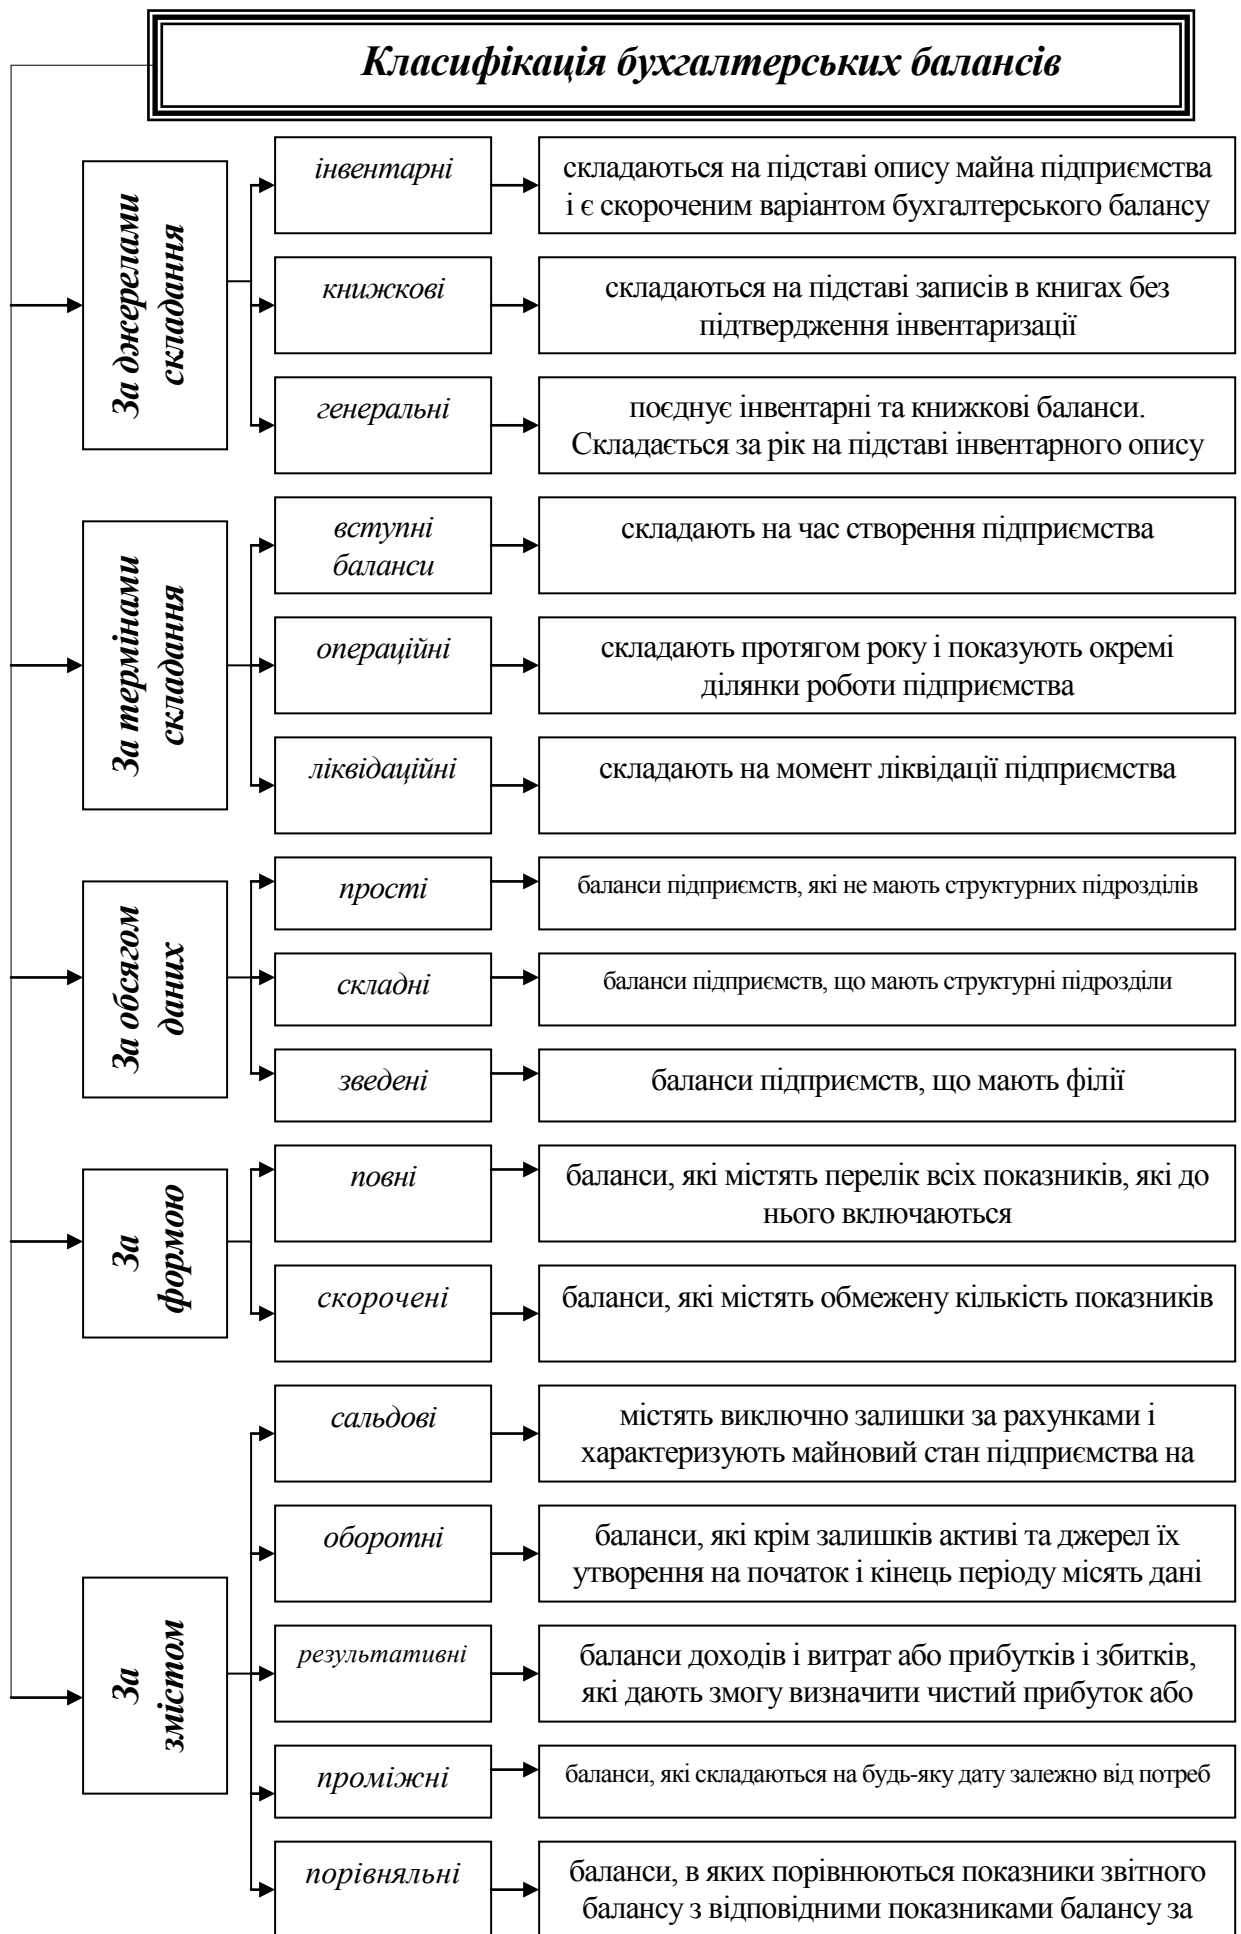 Класифікація бухгалтерських балансів
За джерелами
складання
інвентарні
складаються на підставі опису майна підприємства
і є скороченим варіантом бухгалтерського балансу
книжкові
складаються на підставі записів в книгах без
підтвердження інвентаризації
генеральні
поєднує інвентарні та книжкові баланси.
Складається за рік на підставі інвентарного опису
За термінами
складання
вступні
баланси
складають на час створення підприємства
операційні
складають протягом року і показують окремі
ділянки роботи підприємства
ліквідаційні
складають на момент ліквідації підприємства
За обсягом
даних
прості
баланси підприємств, які не мають структурних підрозділів
складні
баланси підприємств, що мають структурні підрозділи
зведені
баланси підприємств, що мають філії
За
формою
повні
баланси, які містять перелік всіх показників, які до
нього включаються
скорочені
баланси, які містять обмежену кількість показників
За
змістом
сальдові
містять виключно залишки за рахунками і
характеризують майновий стан підприємства на
оборотні
баланси, які крім залишків активі та джерел їх
утворення на початок і кінець періоду місять дані
результативні
баланси доходів і витрат або прибутків і збитків,
які дають змогу визначити чистий прибуток або
проміжні
баланси, які складаються на будь-яку дату залежно від потреб
порівняльні
баланси, в яких порівнюються показники звітного
балансу з відповідними показниками балансу за